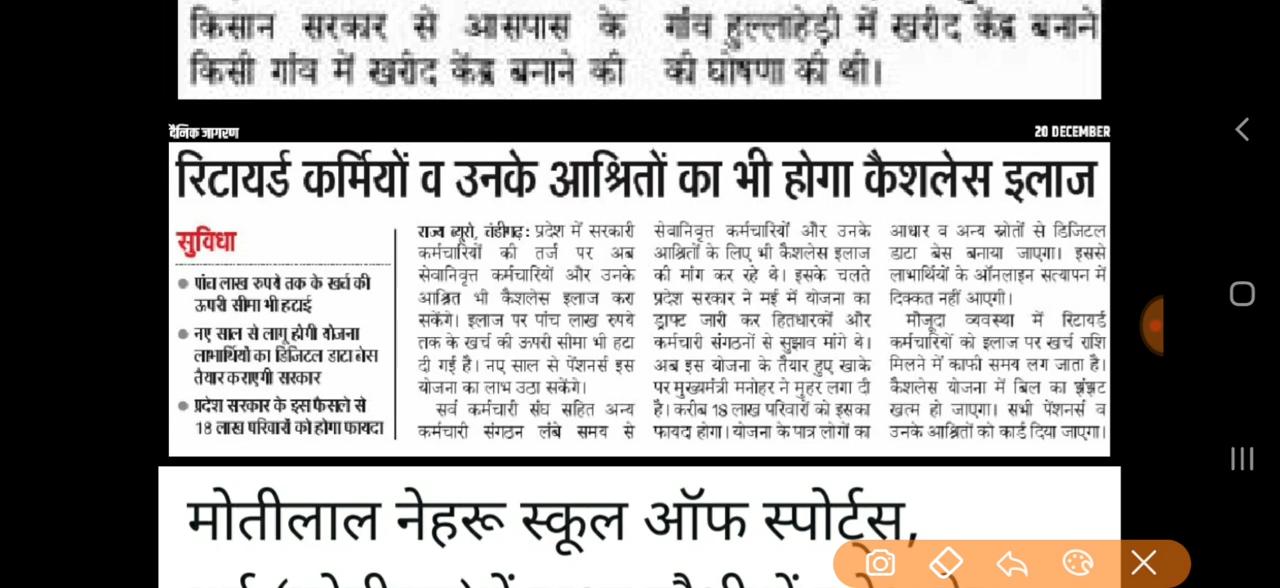 किसान सरकार से आसपास के
किसी गांव में खरीद केंद्र बनाने की
गांव हुल्लाहेड़ी में खरीद केंद्र बनाने
की घोषणा की थी।
दैनिक जागरण
20 DECEMBER
रिटायर्ड कर्मियों व उनके आश्रितों का भी होगा कैशलेस इलाज
सुविधा
पांच लाख रुपये तक के खर्च की
ऊपरी सीमा भी हटाई
नए साल से लागू होगी योजना
लाभार्थियों का डिजिटल डाटा बेस
तैयार कराएगी सरकार
प्रदेश सरकार के इस फैसले से
18 लाख परिवारों को होगा फायदा
राज्य ब्यूरो, चंडीगढ़: प्रदेश में सरकारी
कर्मचारियों की तर्ज पर अब
सेवानिवृत्त कर्मचारियों और उनके
आश्रित भी कैशलेस इलाज करा
सकेंगे। इलाज पर पांच लाख रुपये
तक के खर्च की ऊपरी सीमा भी हटा
दी गई है। नए साल से पेंशनर्स इस
योजना का लाभ उठा सकेंगे।
सर्व कर्मचारी संघ सहित अन्य
कर्मचारी संगठन लंबे समय से
सेवानिवृत्त कर्मचारियों और उनके
आश्रितों के लिए भी कैशलेस इलाज
की मांग कर रहे थे। इसके चलते
प्रदेश सरकार ने मई में योजना का
ड्राफ्ट जारी कर हितधारकों और
कर्मचारी संगठनों से सुझाव मांगे थे।
अब इस योजना के तैयार हुए खाके
पर मुख्यमंत्री मनोहर ने मुहर लगा दी
है। करीब 18 लाख परिवारों को इसका
फायदा होगा। योजना के पात्र लोगों का
आधार व अन्य स्रोतों से डिजिटल
डाटा बेस बनाया जाएगा। इससे
लाभार्थियों के ऑनलाइन सत्यापन में
दिक्कत नहीं आएगी।
मौजूदा व्यवस्था में रिटायर्ड
कर्मचारियों को इलाज पर खर्च राशि
मिलने में काफी समय लग जाता है।
कैशलेस योजना में बिल का झंझट
खत्म हो जाएगा। सभी पेंशनर्स व
उनके आश्रितों को कार्ड दिया जाएगा।
मोतीलाल नेहरू स्कूल ऑफ स्पोर्टस,